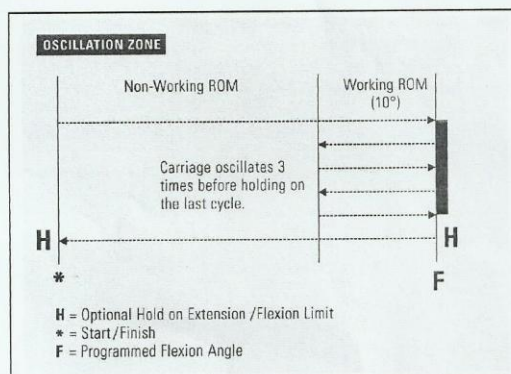 OSCILLATION ZONE
Non-Working ROM
Working ROM
(10°)
Carriage oscillates 3
times before holding on
the last cycle.
H
H
*
F
H = Optional Hold on Extension /Flexion Limit
* = Start/Finish
F = Programmed Flexion Angle